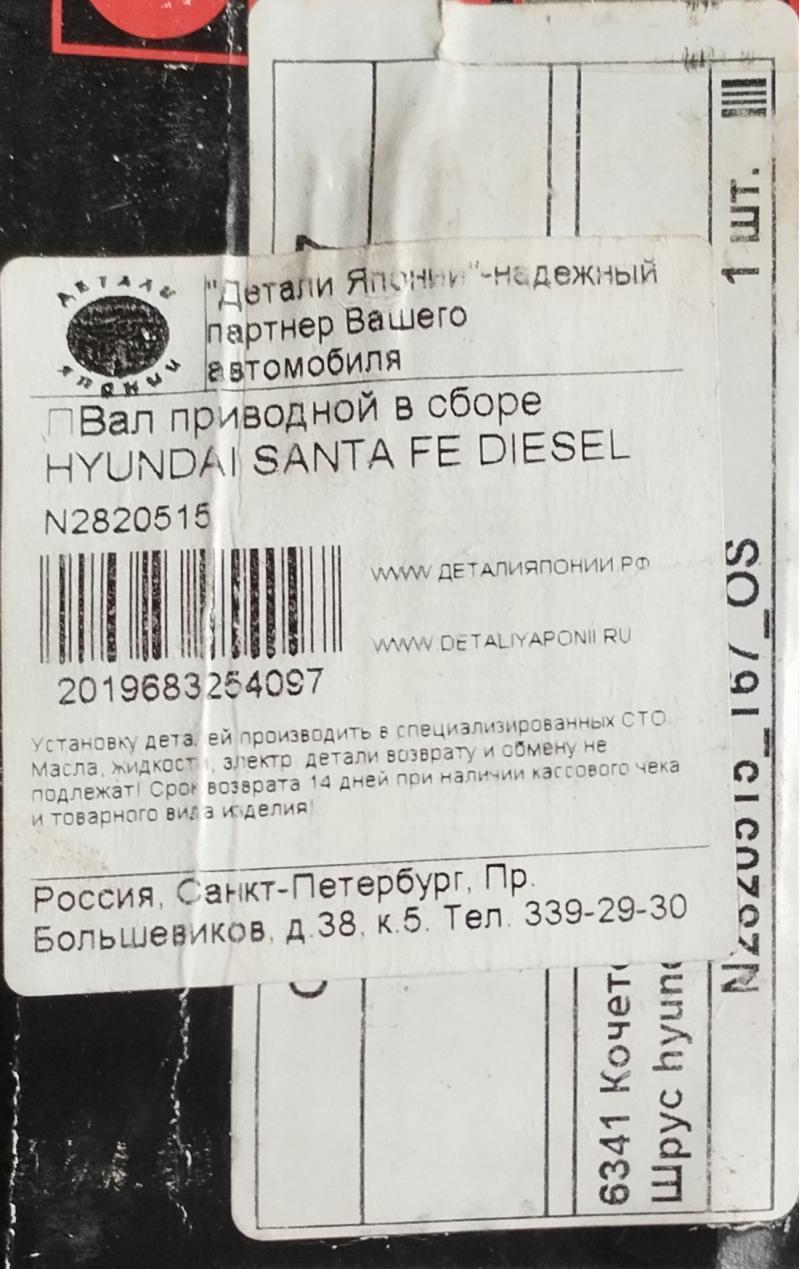 ДЕТАЛИ
ЯПОНИИ
"Детали Японии"-надежный
партнер Вашего
автомобиля
Вал приводной в сборе
HYUNDAI SANTA FE DIESEL
N2820515
WWW ДЕТАЛИЯПОНИИ.РФ
WWW DETALIYAPONII RU
2019683254097
Установку деталей производить в специализированных СТО
Масла, жидкости, электр детали возврату и обмену не
подлежат! Срок возврата 14 дней при наличии кассового чека
и товарного вида изделия!
Россия, Санкт-Петербург, Пр.
Большевиков, д.38, к.5. Тел. 339-29-30
6341 Кочет
Шрус hyund
1 шт.